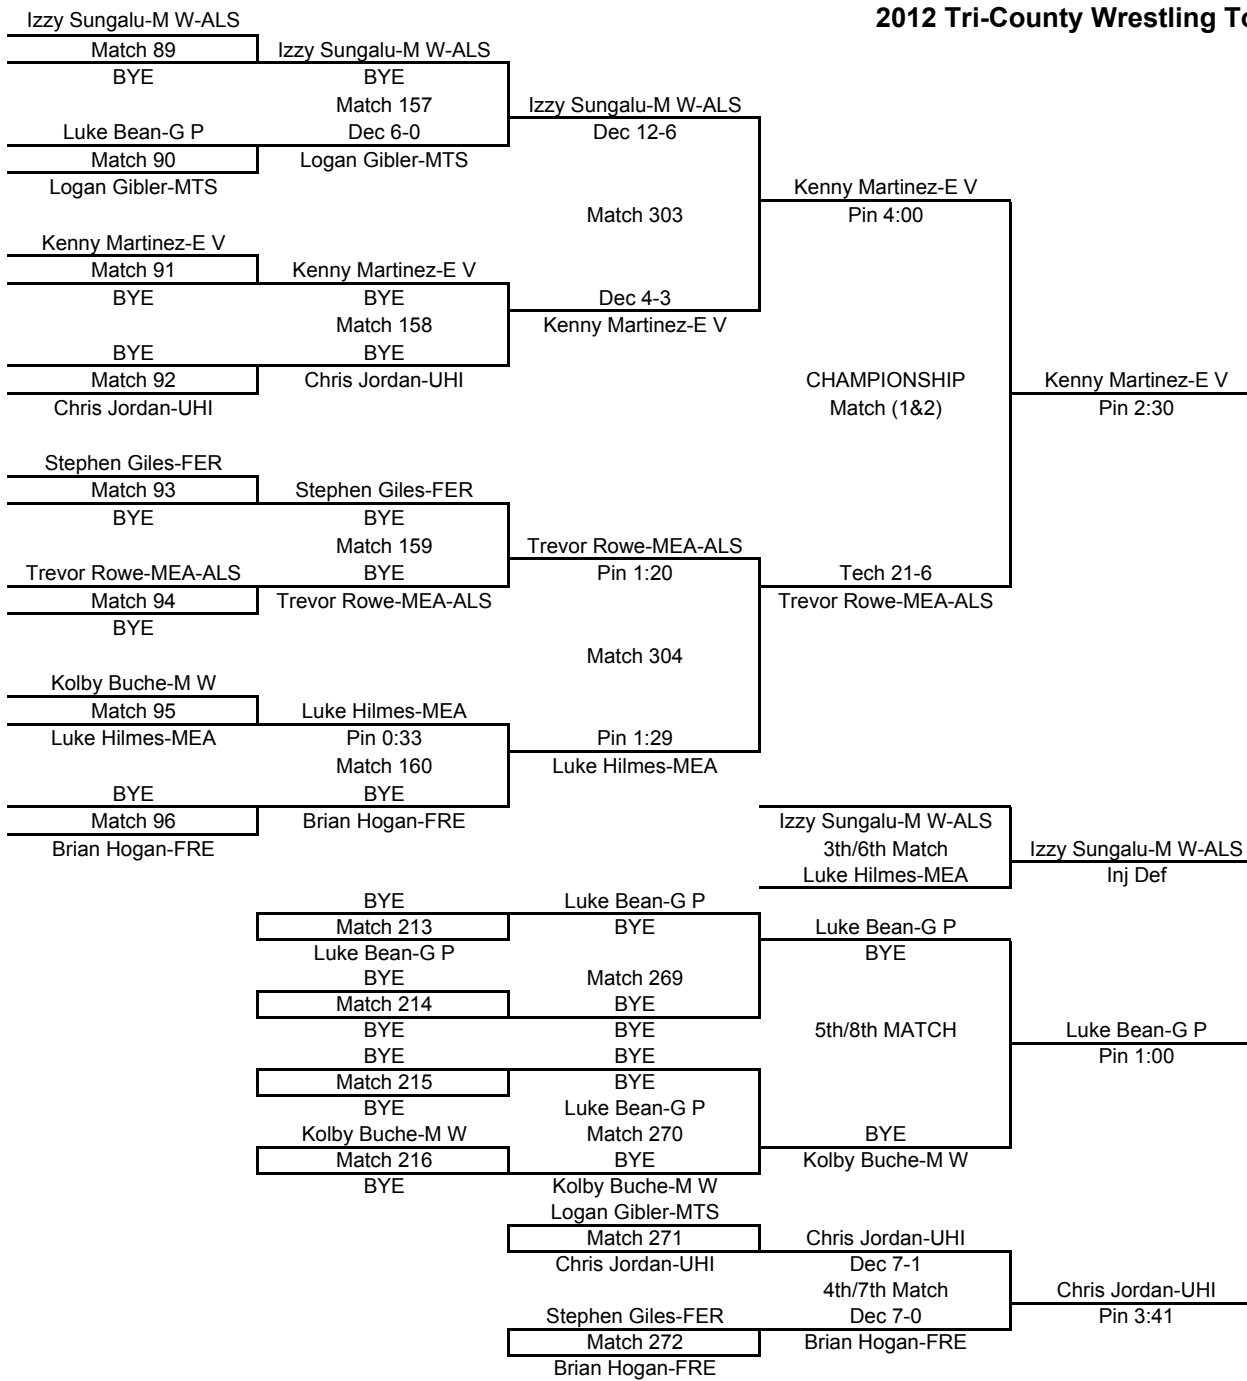 2012 Tri-County Wrestling To
Izzy Sungalu-M W-ALS
Match 89
Izzy Sungalu-M W-ALS
BYE
BYE
Match 157
Izzy Sungalu-M W-ALS
Luke Bean-G P
Dec 6-0
Dec 12-6
Match 90
Logan Gibler-MTS
Logan Gibler-MTS
Kenny Martinez-E V
Match 303
Pin 4:00
Kenny Martinez-E V
Match 91
Kenny Martinez-E V
BYE
BYE
Dec 4-3
Match 158
Kenny Martinez-E V
BYE
BYE
Match 92
Chris Jordan-UHI
CHAMPIONSHIP
Kenny Martinez-E V
Chris Jordan-UHI
Match (1&2)
Pin 2:30
Stephen Giles-FER
Match 93
Stephen Giles-FER
BYE
BYE
Match 159
Trevor Rowe-MEA-ALS
Trevor Rowe-MEA-ALS
BYE
Pin 1:20
Tech 21-6
Match 94
Trevor Rowe-MEA-ALS
Trevor Rowe-MEA-ALS
BYE
Match 304
Kolby Buche-M W
Match 95
Luke Hilmes-MEA
Luke Hilmes-MEA
Pin 0:33
Pin 1:29
Match 160
Luke Hilmes-MEA
BYE
BYE
Match 96
Brian Hogan-FRE
Izzy Sungalu-M W-ALS
Brian Hogan-FRE
3th/6th Match
Izzy Sungalu-M W-ALS
Luke Hilmes-MEA
Inj Def
BYE
Luke Bean-G P
Match 213
BYE
Luke Bean-G P
Luke Bean-G P
BYE
BYE
Match 269
Match 214
BYE
BYE
BYE
5th/8th MATCH
Luke Bean-G P
BYE
BYE
Pin 1:00
Match 215
BYE
BYE
Luke Bean-G P
Kolby Buche-M W
Match 270
BYE
Match 216
BYE
Kolby Buche-M W
BYE
Kolby Buche-M W
Logan Gibler-MTS
Match 271
Chris Jordan-UHI
Chris Jordan-UHI
Dec 7-1
4th/7th Match
Chris Jordan-UHI
Stephen Giles-FER
Dec 7-0
Pin 3:41
Match 272
Brian Hogan-FRE
Brian Hogan-FRE